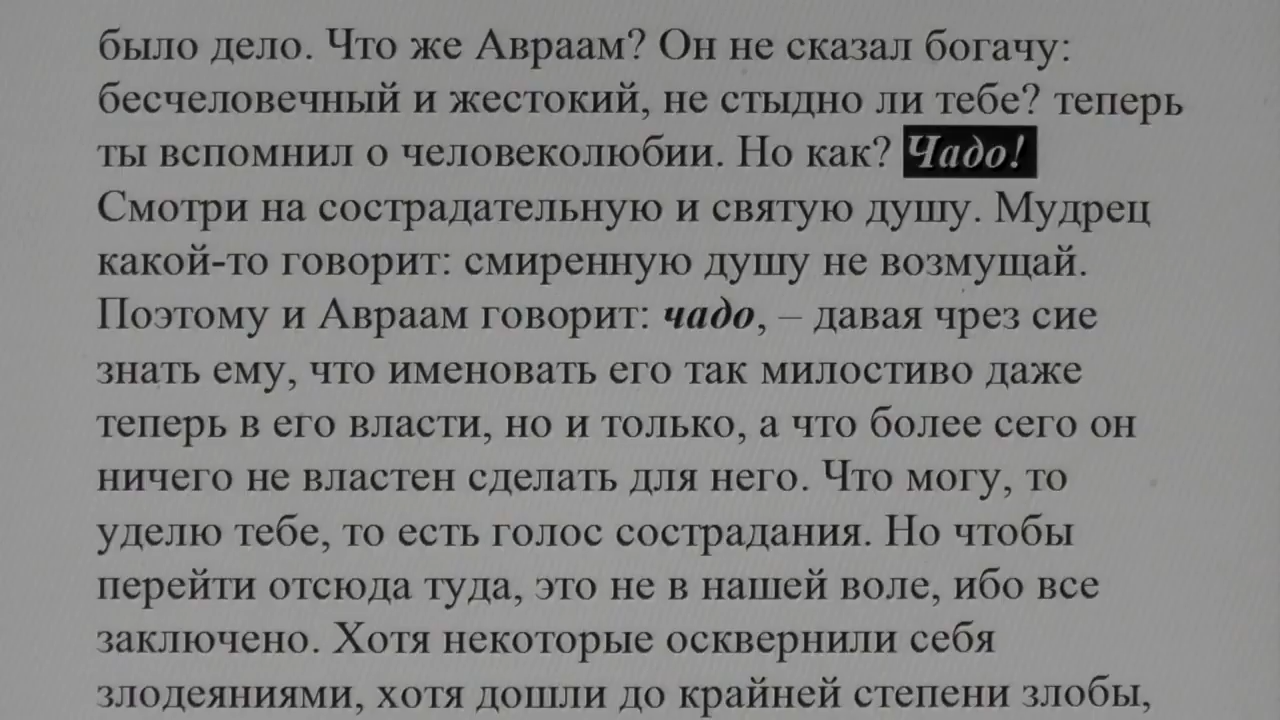 было дело. Что же Авраам? Он не сказал богачу:
бесчеловечный и жестокий, не стыдно ли тебе? теперь
ты вспомнил о человеколюбии. Но как? Чадо!
Смотри на сострадательную и святую душу. Мудрец
какой-то говорит: смиренную душу не возмущай.
Поэтому и Авраам говорит: чадо, – давая чрез сие
знать ему, что именовать его так милостиво даже
теперь в его власти, но и только, а что более сего он
ничего не властен сделать для него. Что могу, то
уделю тебе, то есть голос сострадания. Но чтобы
перейти отсюда туда, это не в нашей воле, ибо все
заключено. Хотя некоторые осквернили себя
злодеяниями, хотя дошли до крайней степени злобы,